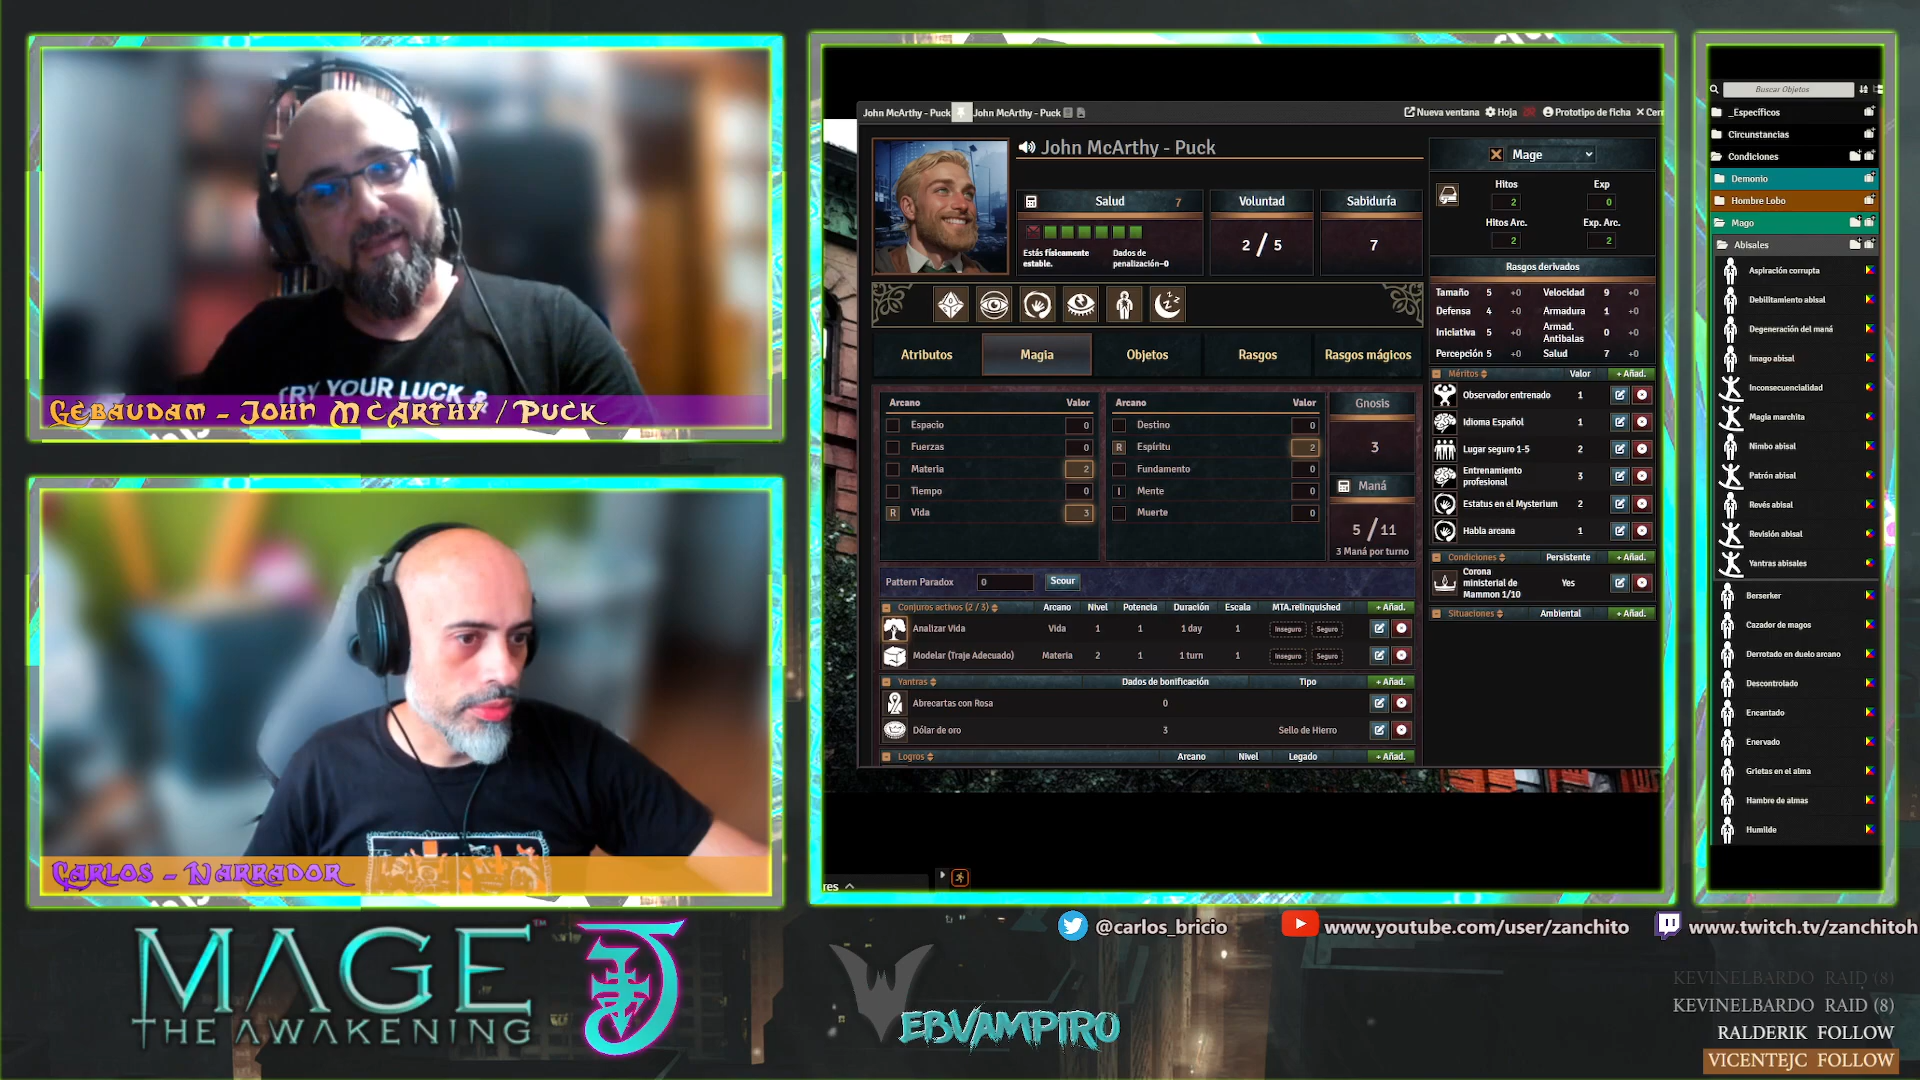 TRY YOUR LUCK &
Gebaudam - John McArthy / Puck
Carlos - Narrador
John McArthy - Puck
John McArthy - Puck
Nueva ventana
Hoja
Prototipo de ficha
Cerr
John McArthy - Puck
Salud 7
Voluntad
Sabiduría
Estás físicamente estable.
Dados de penalización-0
2 / 5
7
Mage
Hitos
Exp
2
0
Hitos Arc.
Exp. Arc.
2
2
Rasgos derivados
Tamaño 5 +0 Velocidad 9 +0
Defensa 4 +0 Armadura 1 +0
Iniciativa 5 +0 Armad. Antibalas 0 +0
Percepción 5 +0 Salud 7 +0
Atributos
Magia
Objetos
Rasgos
Rasgos mágicos
Arcano Valor
Espacio 0
Fuerzas 0
Materia 2
Tiempo 0
R Vida 3
Arcano Valor
Destino 0
R Espíritu 2
Fundamento 0
I Mente 0
Muerte 0
Gnosis
3
Maná
5 / 11
3 Maná por turno
Pattern Paradox 0 Scour
Conjuros activos (2 / 3) Arcano Nivel Potencia Duración Escala MTA.relinquished + Añad.
Analizar Vida Vida 1 1 1 day 1 Inseguro Seguro
Modelar (Traje Adecuado) Materia 2 1 1 turn 1 Inseguro Seguro
Yantras Dados de bonificación Tipo + Añad.
Abrecartas con Rosa 0
Dólar de oro 3 Sello de Hierro
Logros Arcano Nivel Legado + Añad.
Méritos Valor + Añad.
Observador entrenado 1
Idioma Español 1
Lugar seguro 1-5 2
Entrenamiento profesional 3
Estatus en el Mysterium 2
Habla arcana 1
Condiciones Persistente + Añad.
Corona ministerial de Mammon 1/10 Yes
Situaciones Ambiental + Añad.
res
Buscar Objetos
_Específicos
Circunstancias
Condiciones
Demonio
Hombre Lobo
Mago
Abisales
Aspiración corrupta
Debilitamiento abisal
Degeneración del maná
Imago abisal
Inconsecuencialidad
Magia marchita
Nimbo abisal
Patrón abisal
Revés abisal
Revisión abisal
Yantras abisales
Berserker
Cazador de magos
Derrotado en duelo arcano
Descontrolado
Encantado
Enervado
Grietas en el alma
Hambre de almas
Humilde
@carlos_bricio
www.youtube.com/user/zanchito
www.twitch.tv/zanchitoh
MAGE™
THE AWAKENING
EBVAMPIRO
KEVINELBARDO RAID (8)
KEVINELBARDO RAID (8)
RALDERIK FOLLOW
VICENTEJC FOLLOW